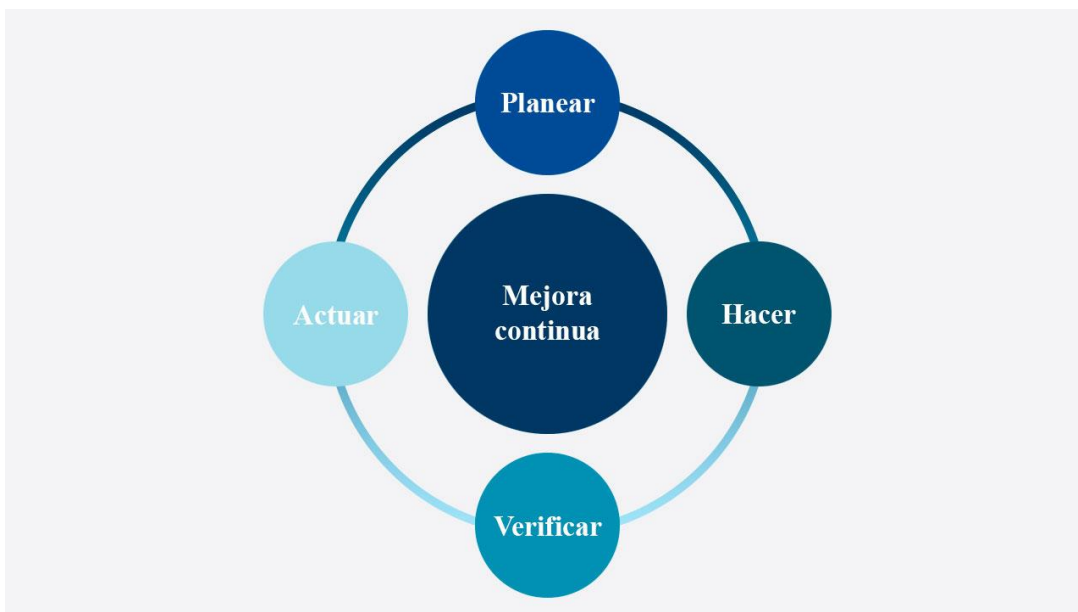 Planear
Actuar
Mejora
continua
Hacer
Verificar